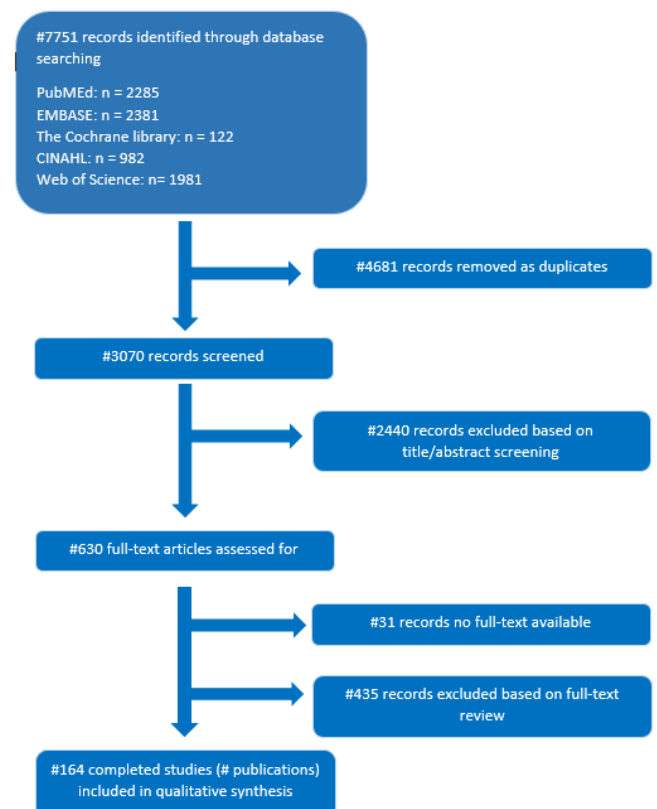 #7751 records identified through database
searching
PubMEd: n = 2285
EMBASE: n = 2381
The Cochrane library: n = 122
CINAHL: n = 982
Web of Science: n= 1981
#4681 records removed as duplicates
#3070 records screened
#2440 records excluded based on
title/abstract screening
#630 full-text articles assessed for
#31 records no full-text available
#435 records excluded based on full-text
review
#164 completed studies (# publications)
included in qualitative synthesis